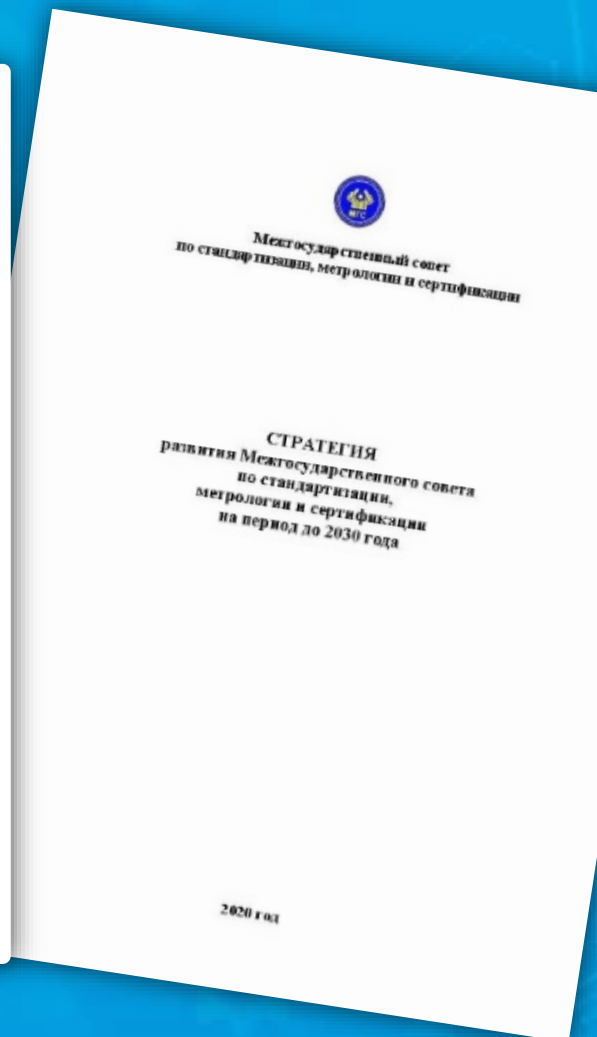 МГС
Межгосударственный совет
по стандартизации, метрологии и сертификации
СТРАТЕГИЯ
развития Межгосударственного совета
по стандартизации,
метрологии и сертификации
на период до 2030 года
2020 год